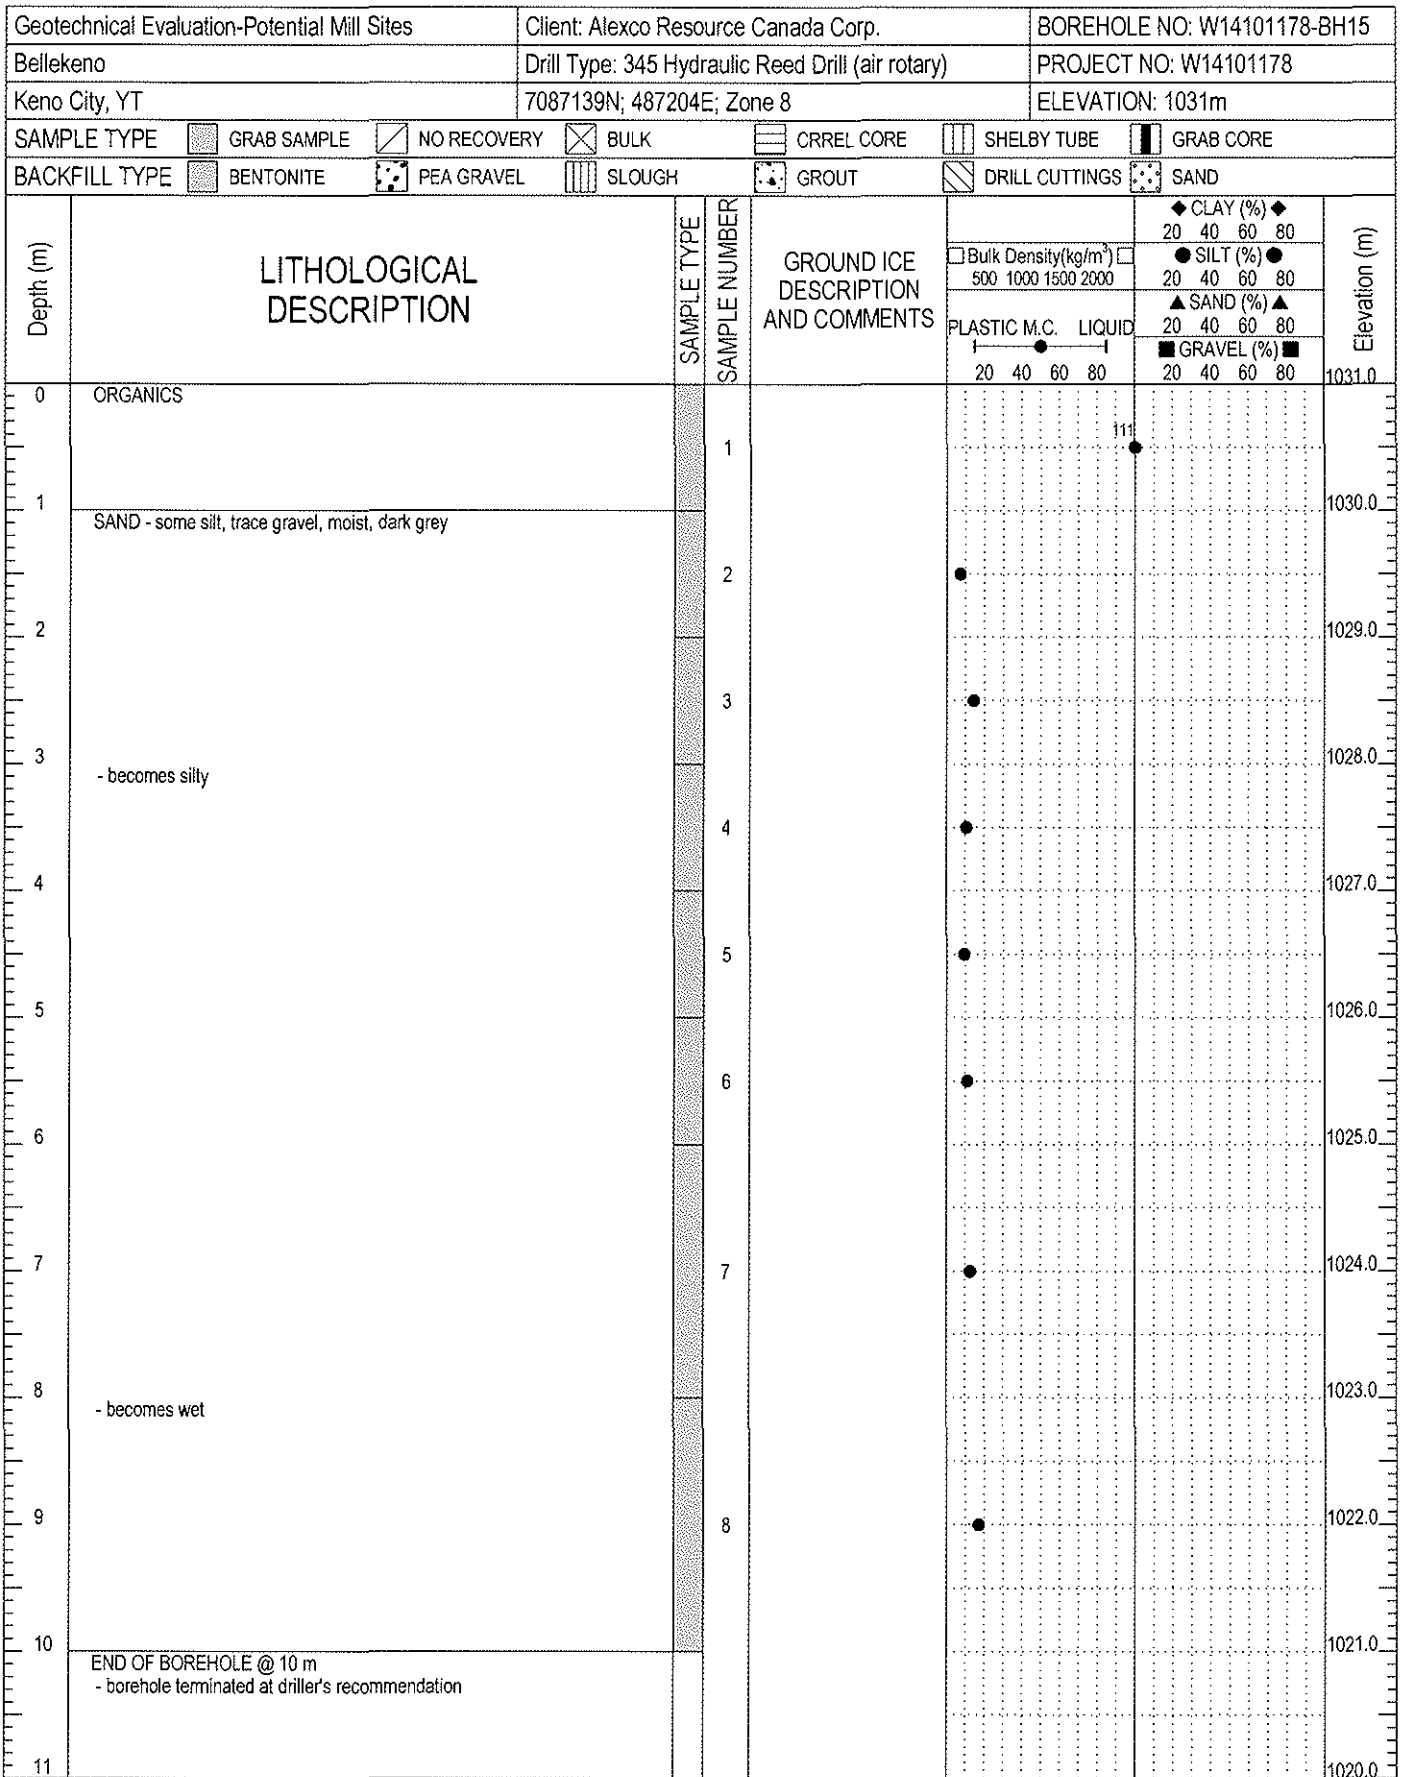 Geotechnical Evaluation-Potential Mill Sites
Client: Alexco Resource Canada Corp.
BOREHOLE NO: W14101178-BH15
Bellekeno
Drill Type: 345 Hydraulic Reed Drill (air rotary)
PROJECT NO: W14101178
Keno City, YT
7087139N; 487204E; Zone 8
ELEVATION: 1031m
SAMPLE TYPE GRAB SAMPLE NO RECOVERY BULK CRREL CORE SHELBY TUBE GRAB CORE
BACKFILL TYPE BENTONITE PEA GRAVEL SLOUGH GROUT DRILL CUTTINGS SAND
Depth (m)
LITHOLOGICAL
DESCRIPTION
SAMPLE TYPE
SAMPLE NUMBER
GROUND ICE
DESCRIPTION
AND COMMENTS
Bulk Density(kg/m³)
500 1000 1500 2000
PLASTIC M.C. LIQUID
20 40 60 80
◆ CLAY (%) ◆
20 40 60 80
● SILT (%) ●
20 40 60 80
▲ SAND (%) ▲
20 40 60 80
■ GRAVEL (%) ■
20 40 60 80
Elevation (m)
1031.0
0
ORGANICS
111
1
1
1030.0
SAND - some silt, trace gravel, moist, dark grey
2
2
1029.0
3
3
1028.0
- becomes silty
4
4
1027.0
5
5
1026.0
6
6
1025.0
7
7
1024.0
8
1023.0
- becomes wet
9
8
1022.0
10
1021.0
END OF BOREHOLE @ 10 m
- borehole terminated at driller's recommendation
11
1020.0